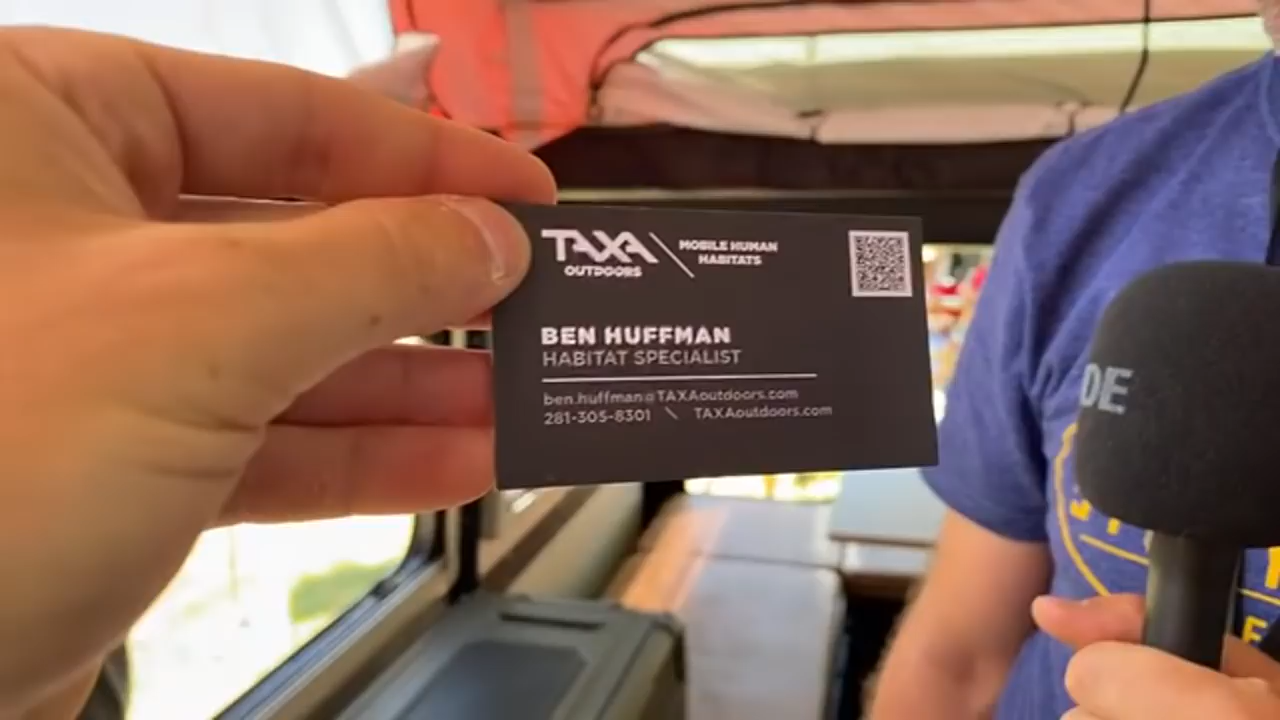 TAXA
OUTDOORS
MOBILE HUMAN
HABITATS
BEN HUFFMAN
HABITAT SPECIALIST
ben.huffman@TAXAoutdoors.com
281-305-8301 \ TAXAoutdoors.com
DE